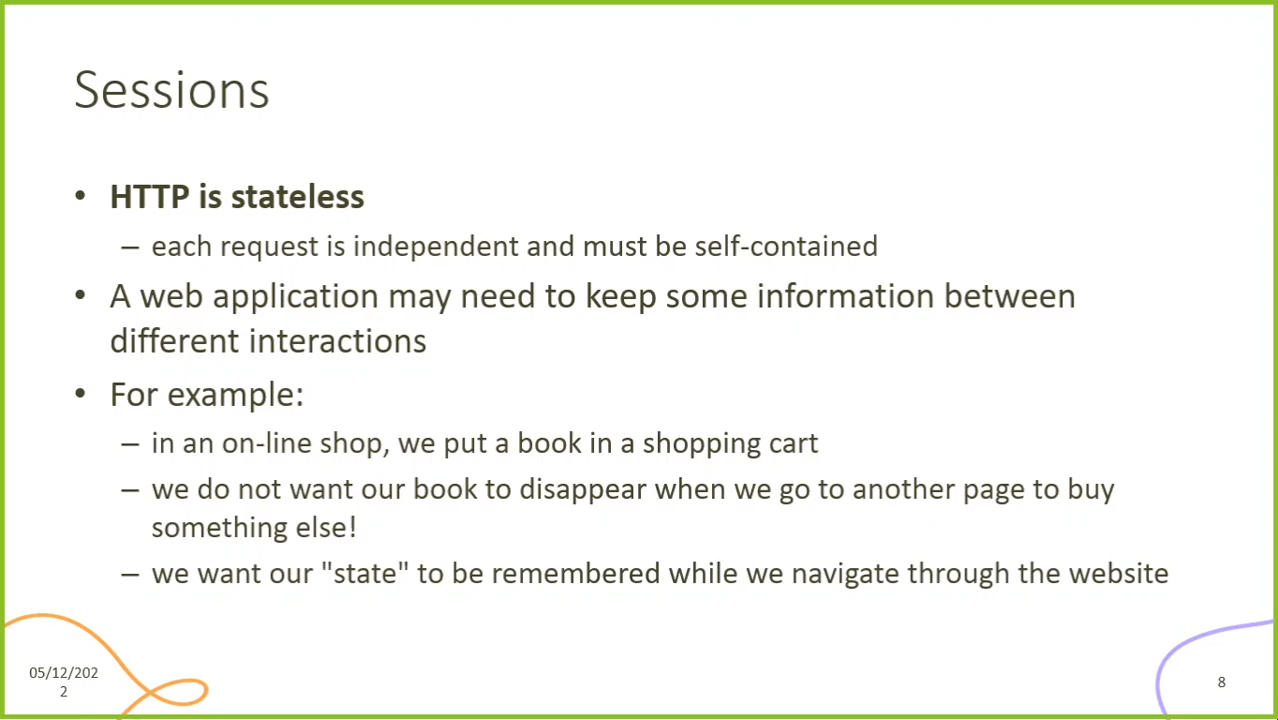 Sessions
• HTTP is stateless
– each request is independent and must be self-contained
• A web application may need to keep some information between
different interactions
• For example:
– in an on-line shop, we put a book in a shopping cart
– we do not want our book to disappear when we go to another page to buy
something else!
– we want our "state" to be remembered while we navigate through the website
05/12/202
2
8